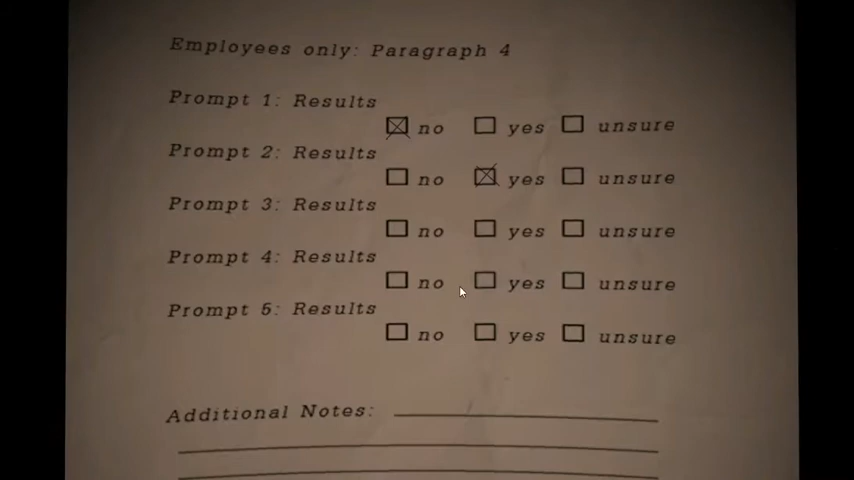 Employees only: Paragraph 4
Prompt 1: Results
no yes unsure
Prompt 2: Results
no yes unsure
Prompt 3: Results
no yes unsure
Prompt 4: Results
no yes unsure
Prompt 5: Results
no yes unsure
Additional Notes: